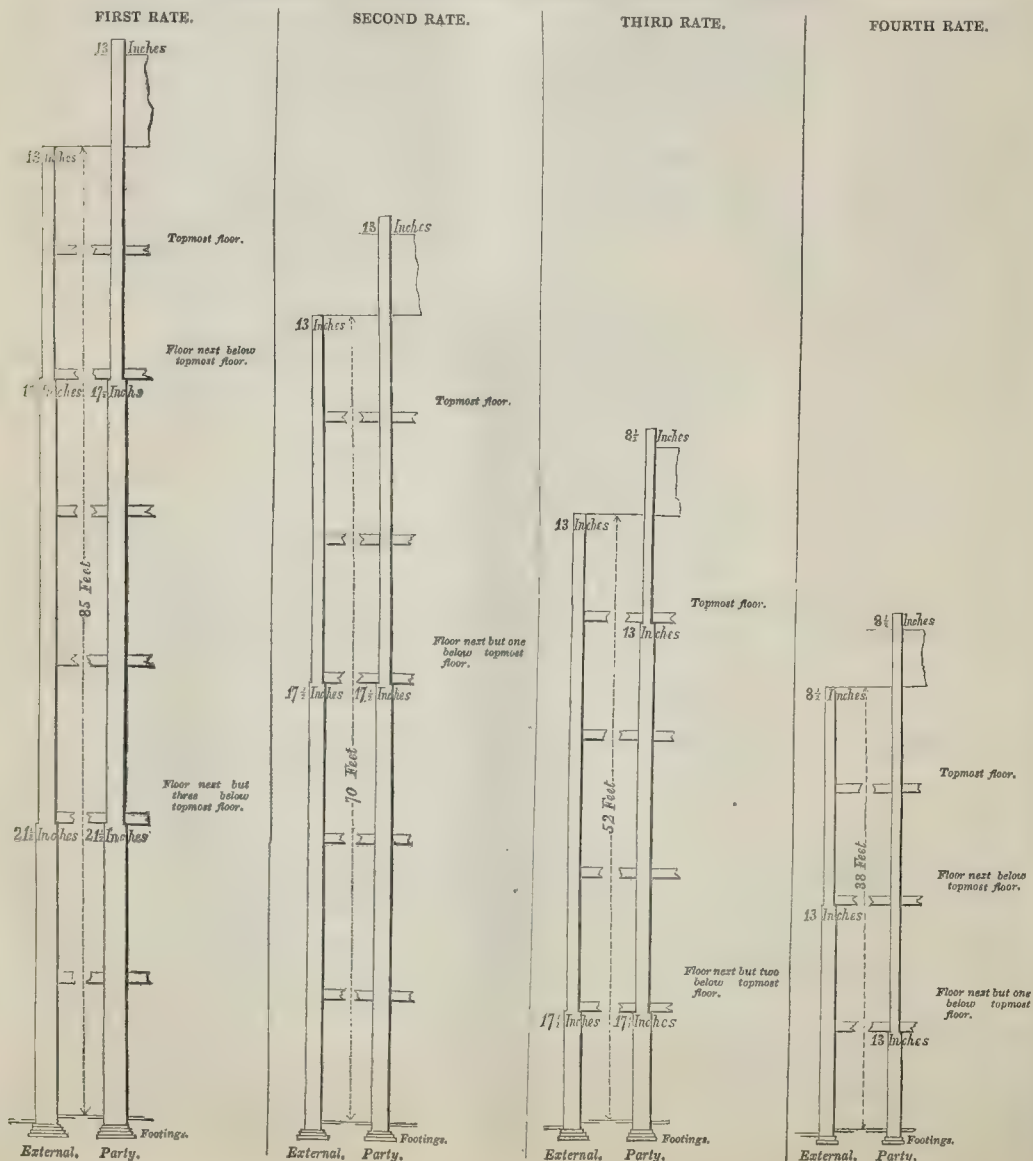 FIRST RATE.
13 Inches
13 Inches
Topmost floor.
Floor next below
topmost floor.
Inches 17½ Inches
85 Feet
Floor next but
three below
topmost floor.
21½ Inches 21½ Inches
Footings.
External. Party.
SECOND RATE.
13 Inches
13 Inches
Topmost floor.
Floor next but one
below topmost
floor.
17½ Inches 17½ Inches
70 Feet
Footings.
External. Party.
THIRD RATE.
8½ Inches
13 Inches
Topmost floor.
13 Inches
52 Feet
Floor next but two
below topmost
floor.
17½ Inches 17½ Inches
Footings.
External. Party.
FOURTH RATE.
8½ Inches
8½ Inches
Topmost floor.
38 Feet
Floor next below
topmost floor.
13 Inches
Floor next but one
below topmost
floor.
13 Inches
Footings.
External. Party.